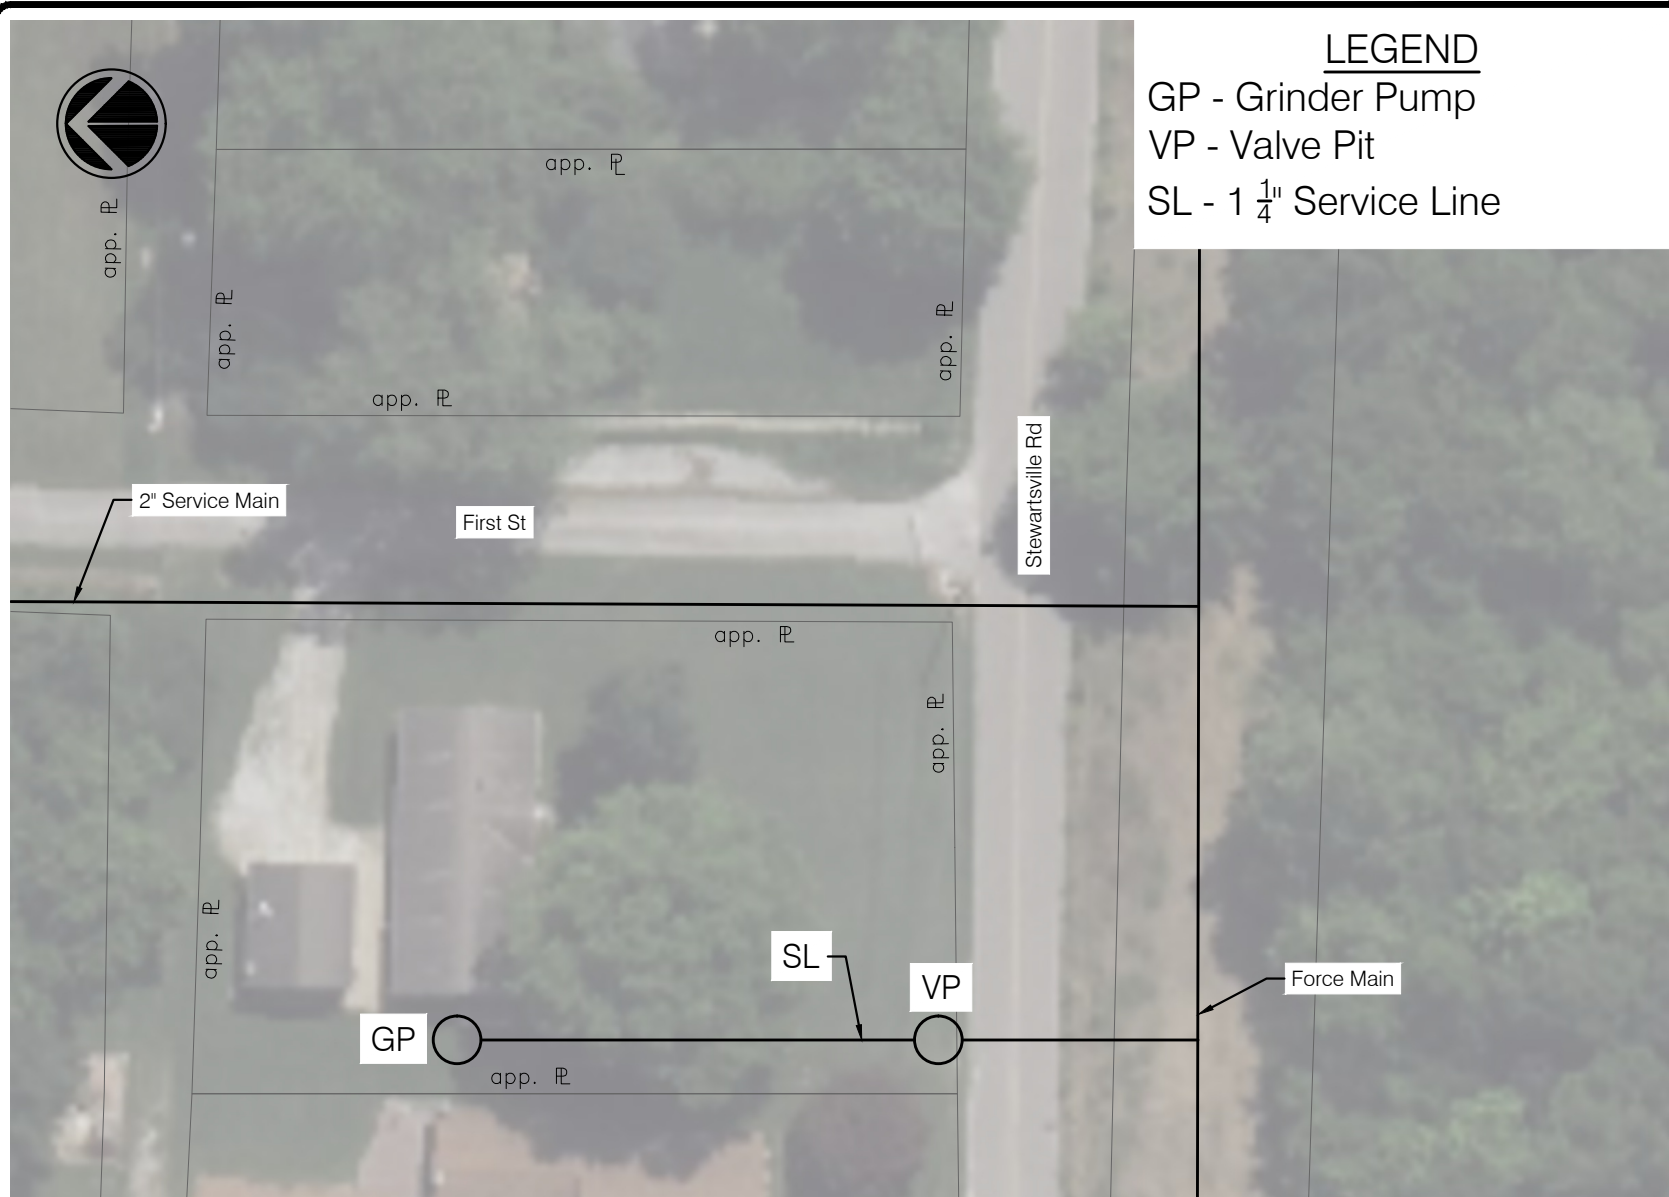 LEGEND
GP - Grinder Pump
VP - Valve Pit
SL - 1 1/4" Service Line
app. ℙL
app. ℙL
app. ℙL
app. ℙL
app. ℙL
Stewartsville Rd
2" Service Main
First St
app. ℙL
app. ℙL
app. ℙL
SL
VP
Force Main
GP
app. ℙL